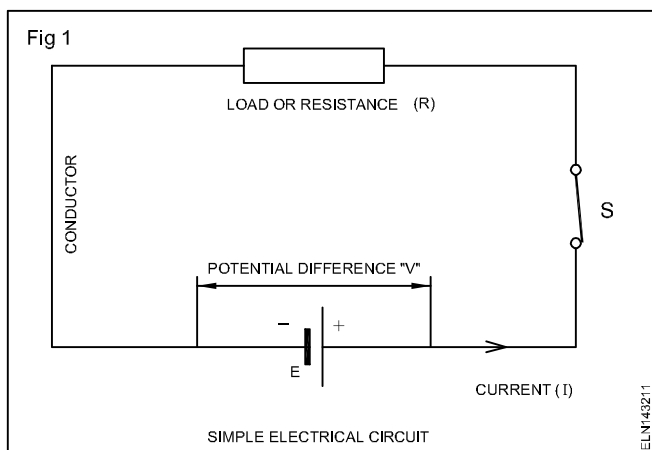 Fig 1
LOAD OR RESISTANCE (R)
CONDUCTOR
S
POTENTIAL DIFFERENCE "V"
− +
E
CURRENT (I)
SIMPLE ELECTRICAL CIRCUIT
ELN143211